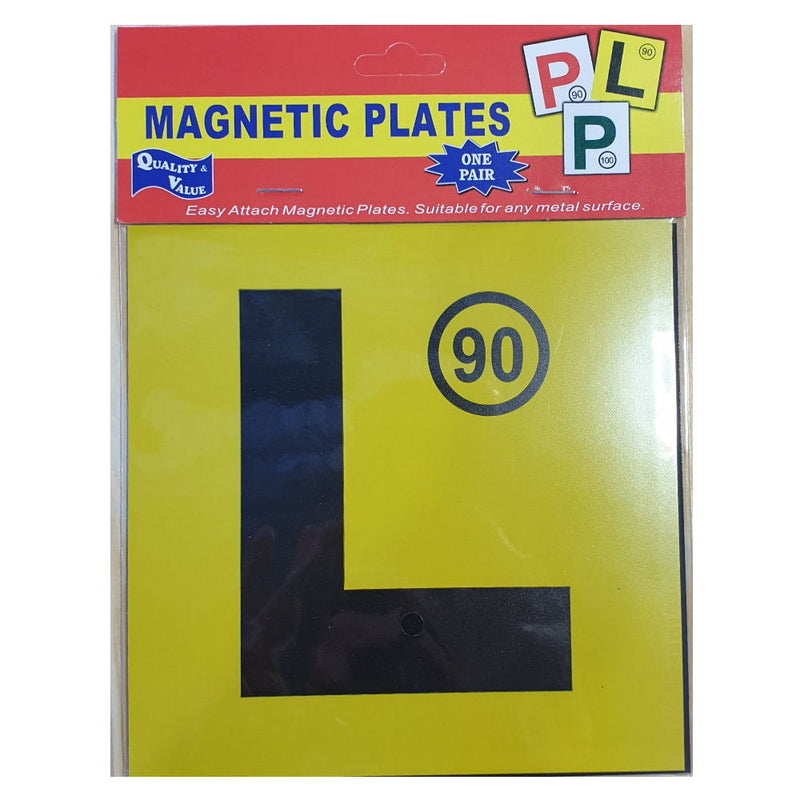 P
90
L
90
P
100
MAGNETIC PLATES
QUALITY &
VALUE
ONE
PAIR
Easy Attach Magnetic Plates. Suitable for any metal surface.
L
90